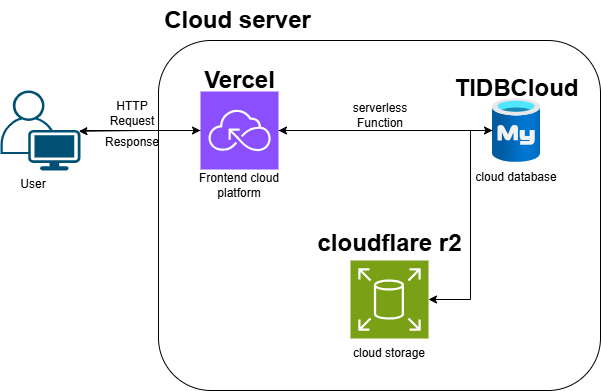 Cloud server
Vercel
TIDBCloud
HTTP
Request
Response
serverless
Function
My
User
Frontend cloud
platform
cloud database
cloudflare r2
cloud storage